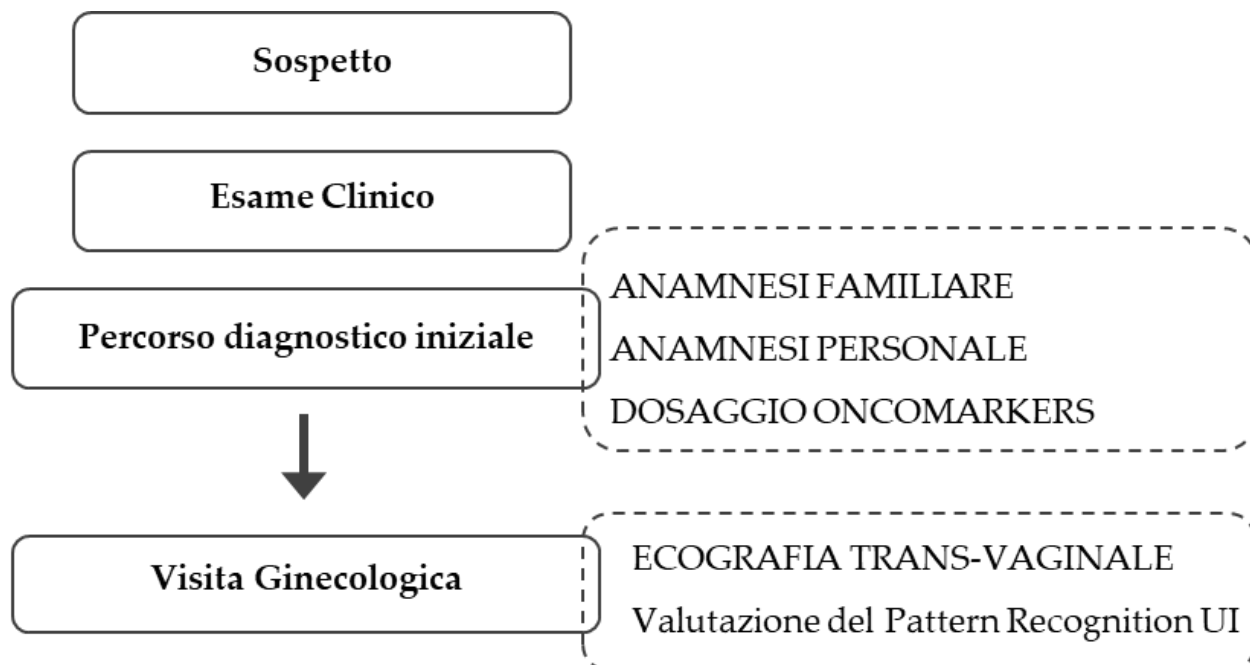 Sospetto
Esame Clinico
Percorso diagnostico iniziale
ANAMNESI FAMILIARE
ANAMNESI PERSONALE
DOSAGGIO ONCOMARKERS
Visita Ginecologica
ECOGRAFIA TRANS-VAGINALE
Valutazione del Pattern Recognition UI